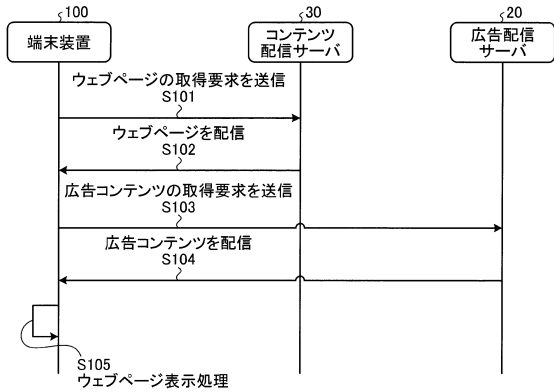 100
30
20
端末装置
コンテンツ
配信サーバ
広告配信
サーバ
ウェブページの取得要求を送信
S101
ウェブページを配信
S102
広告コンテンツの取得要求を送信
S103
広告コンテンツを配信
S104
S105
ウェブページ表示処理